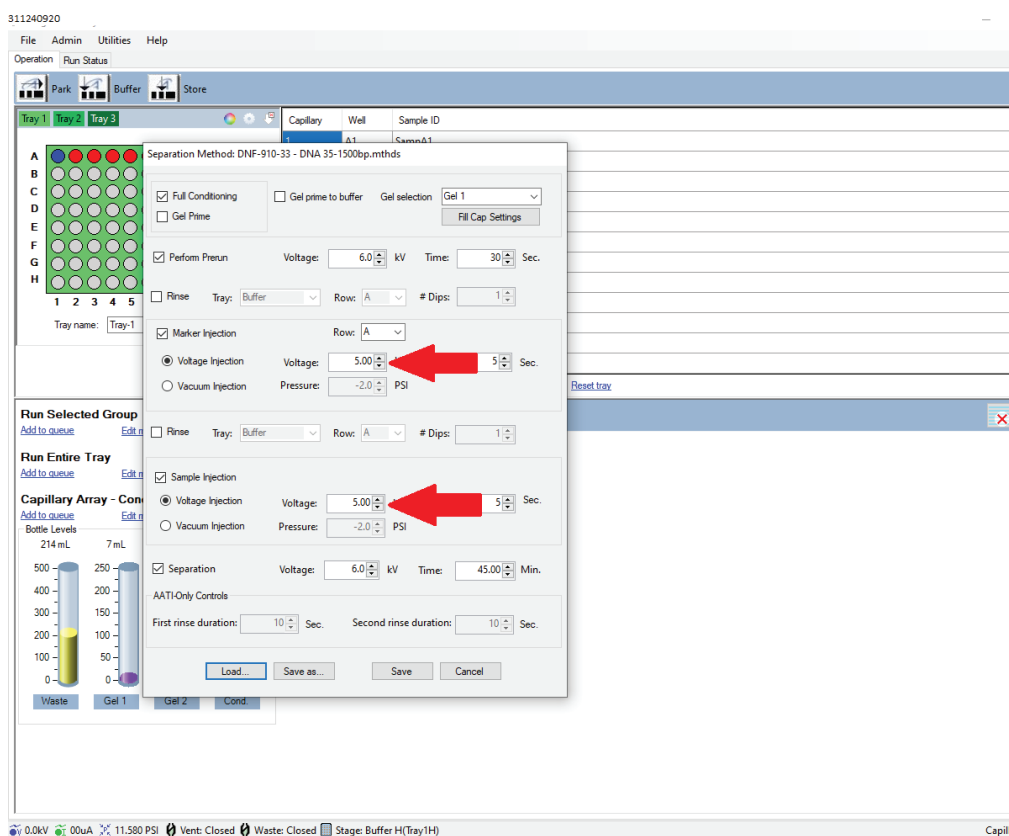 311240920
File Admin Utilities Help
Operation Run Status
Park Buffer Store
Tray 1 Tray 2 Tray 3
Capillary Well Sample ID
1 A1 SampA1
A
B
C
D
E
F
G
H
1 2 3 4 5
Tray name: Tray-1
Separation Method: DNF-910-33 - DNA 35-1500bp.mthds
Full Conditioning Gel prime to buffer Gel selection Gel 1
Gel Prime Fill Cap Settings
Perform Prerun Voltage: 6.0 kV Time: 30 Sec.
Rinse Tray: Buffer Row: A # Dips: 1
Marker Injection Row: A
Voltage Injection Voltage: 5.00 5 Sec.
Vacuum Injection Pressure: -2.0 PSI
Reset tray
Rinse Tray: Buffer Row: A # Dips: 1
Sample Injection
Voltage Injection Voltage: 5.00 5 Sec.
Vacuum Injection Pressure: -2.0 PSI
Separation Voltage: 6.0 kV Time: 45.00 Min.
AATI-Only Controls
First rinse duration: 10 Sec. Second rinse duration: 10 Sec.
Load... Save as... Save Cancel
Run Selected Group
Add to queue Edit
Run Entire Tray
Add to queue Edit
Capillary Array - Con
Add to queue Edit
Bottle Levels
214 mL 7 mL
500 250
400 200
300 150
200 100
100 50
0 0
Waste Gel 1 Gel 2 Cond.
0.0kV 00uA 11.580 PSI Vent: Closed Waste: Closed Stage: Buffer H(Tray1H) Capil